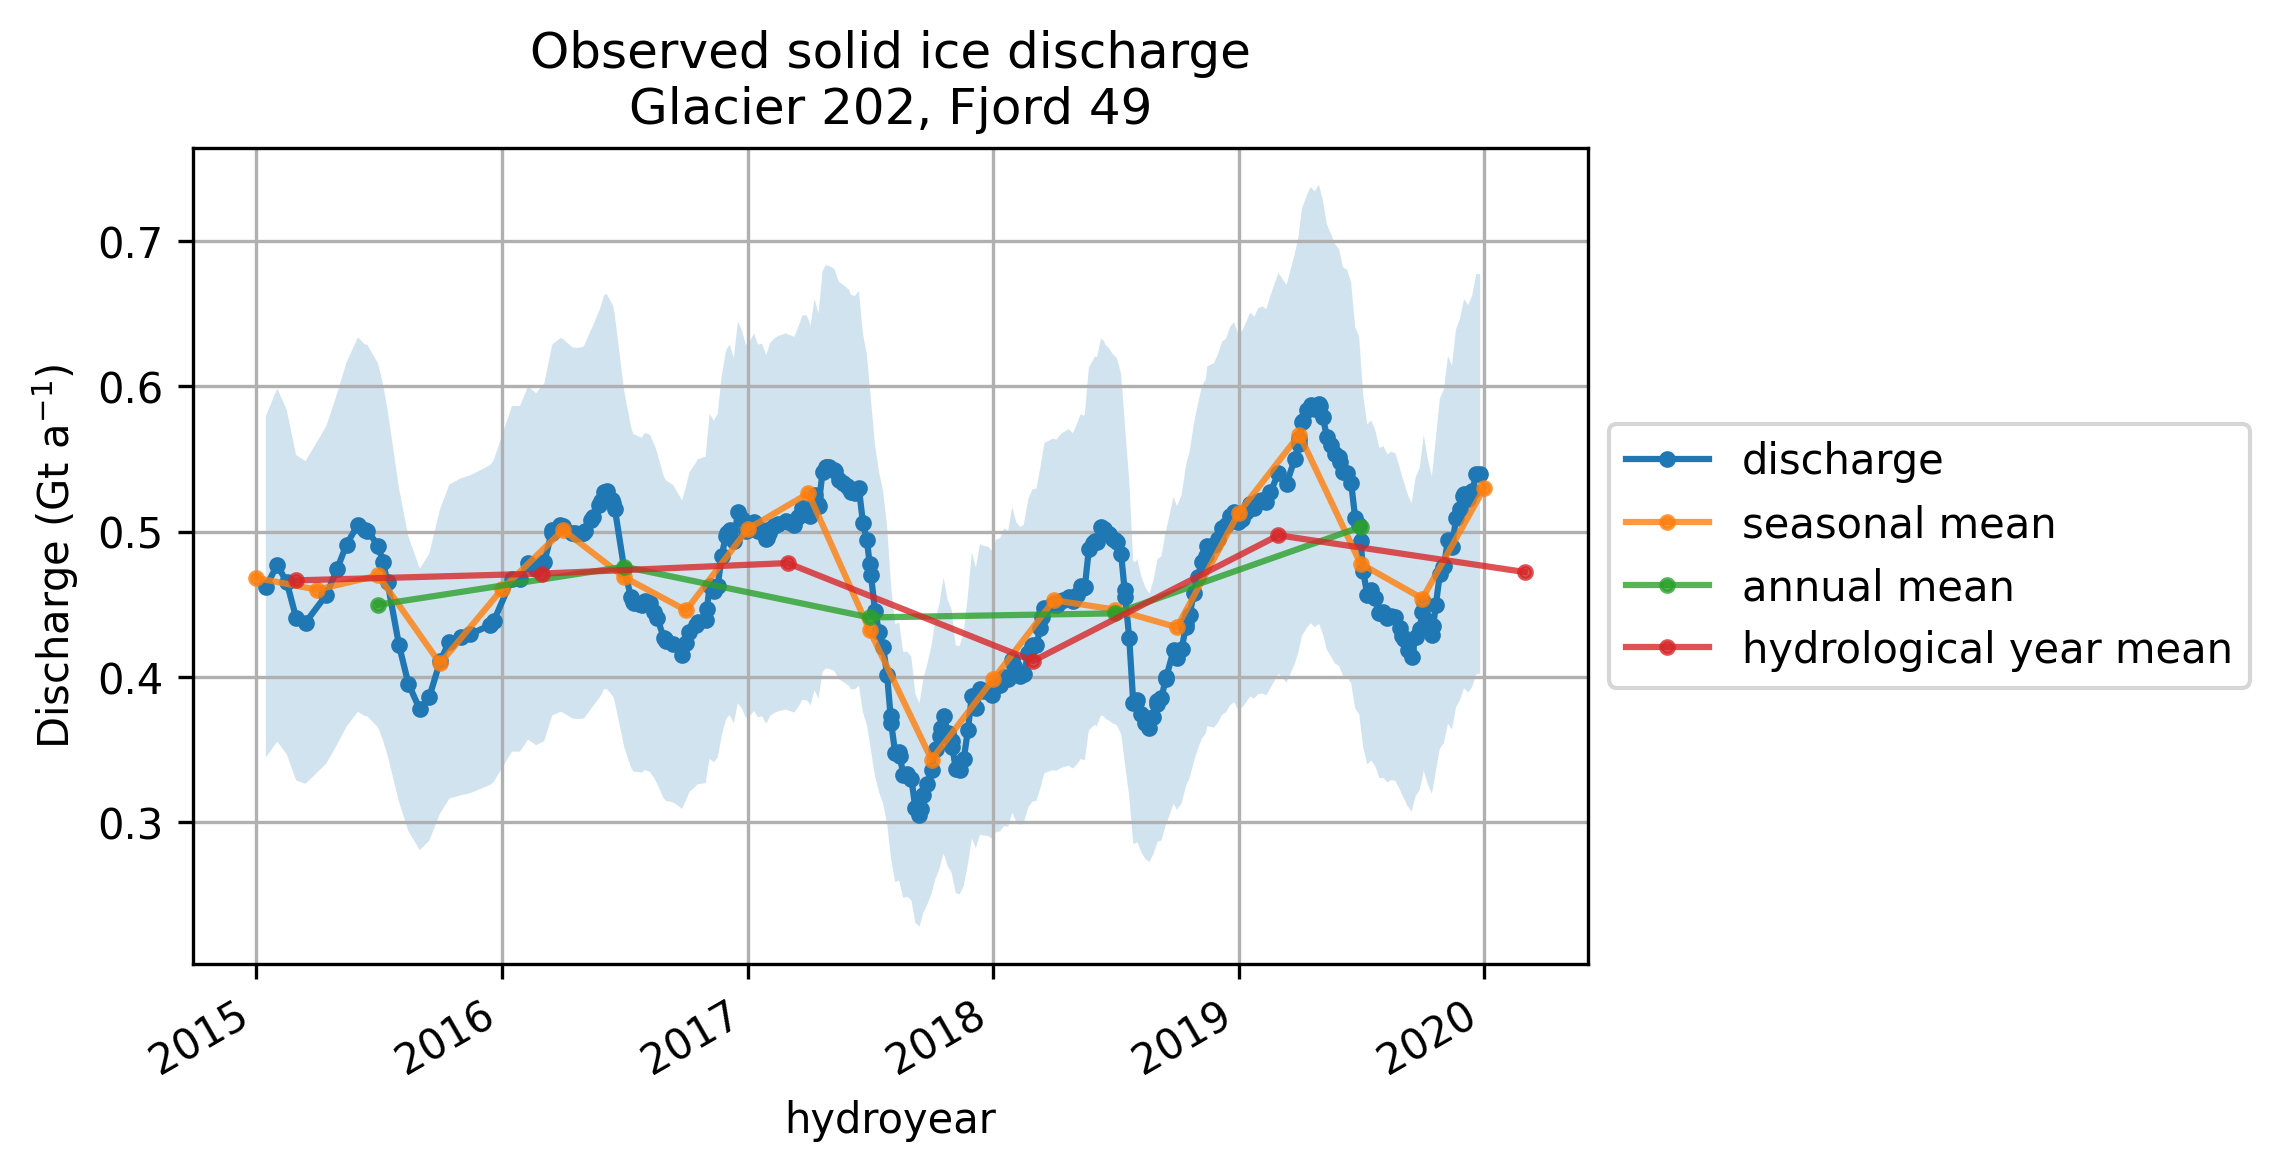 Observed solid ice discharge
Glacier 202, Fjord 49
Discharge (Gt a⁻¹)
0.7
0.6
0.5
0.4
0.3
2015
2016
2017
2018
2019
2020
hydroyear
discharge
seasonal mean
annual mean
hydrological year mean